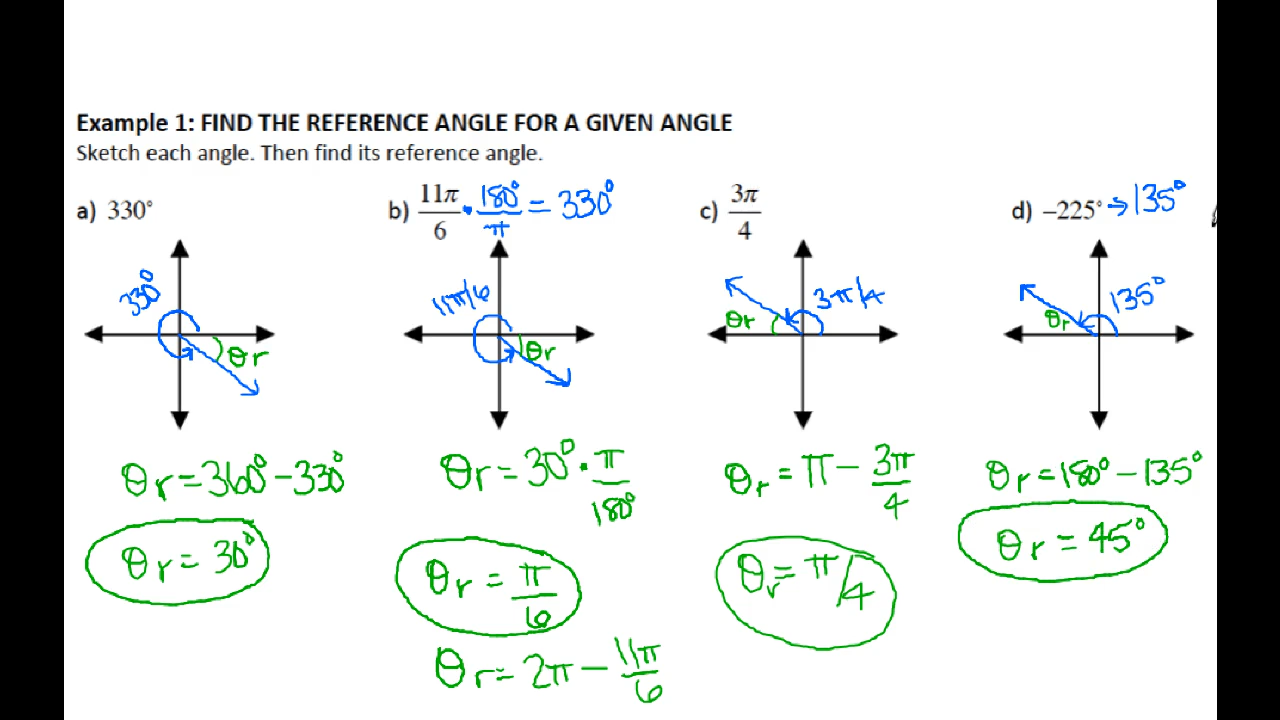 Example 1: FIND THE REFERENCE ANGLE FOR A GIVEN ANGLE
Sketch each angle. Then find its reference angle.
a) 330°
b) 11π/6 · 180°/π = 330°
c) 3π/4
d) −225° → 135°
330°
θr
11π/6
θr
3π/4
θr
135°
θr
θr = 360° − 330°
θr = 30°
θr = 30° · π/180°
θr = π/6
θr = 2π − 11π/6
θr = π − 3π/4
θr = π/4
θr = 180° − 135°
θr = 45°